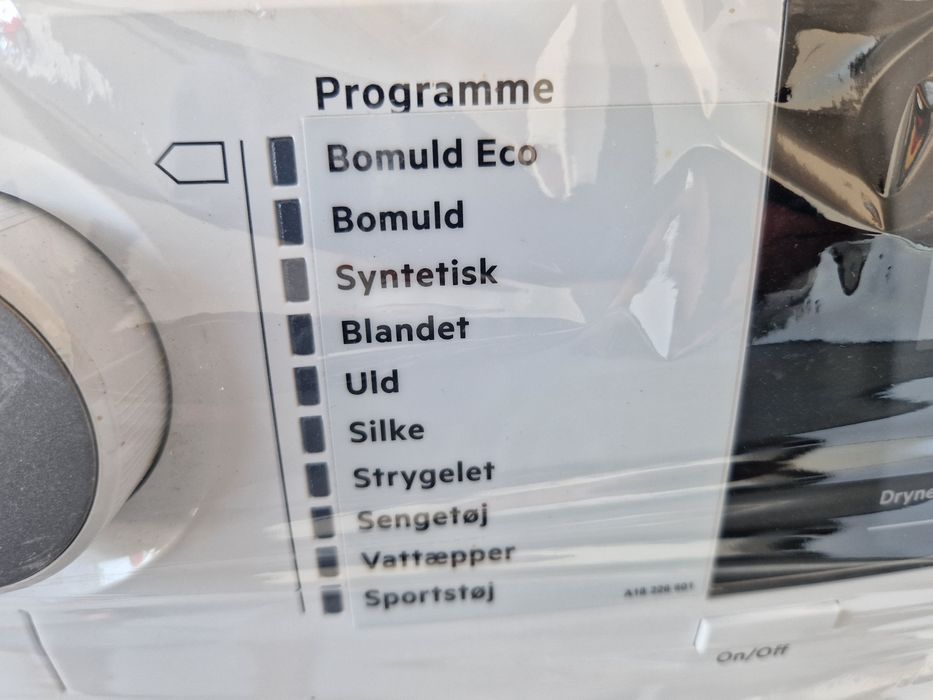 Programme
Bomuld Eco
Bomuld
Syntetisk
Blandet
Uld
Silke
Strygelet
Sengetøj
Vattæpper
Sportstøj
On/Off